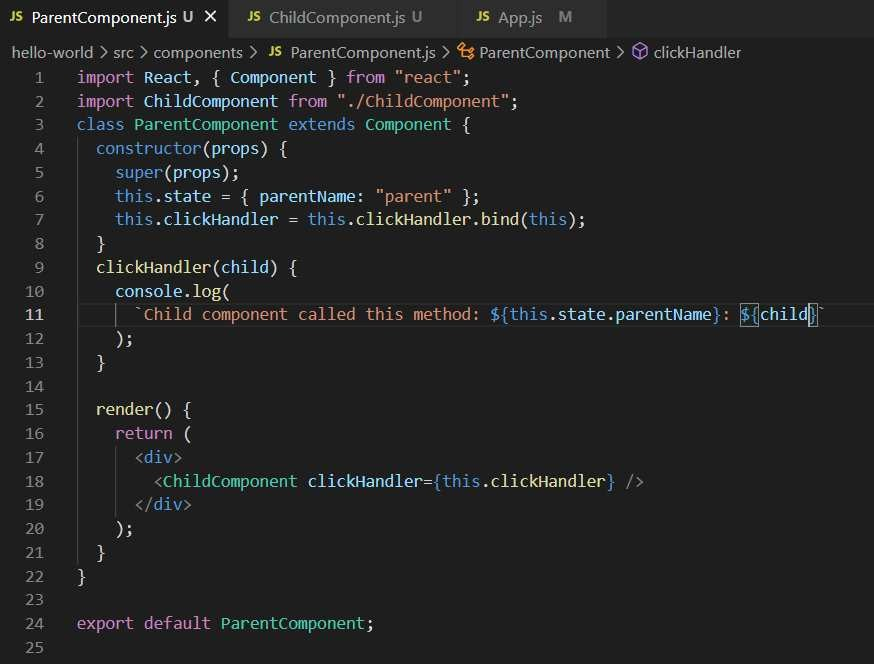 JS ParentComponent.js U × JS ChildComponent.js U JS App.js M
hello-world > src > components > JS ParentComponent.js > ParentComponent > clickHandler
1 import React, { Component } from "react";
2 import ChildComponent from "./ChildComponent";
3 class ParentComponent extends Component {
4   constructor(props) {
5     super(props);
6     this.state = { parentName: "parent" };
7     this.clickHandler = this.clickHandler.bind(this);
8   }
9   clickHandler(child) {
10     console.log(
11       `Child component called this method: ${this.state.parentName}: ${child}`
12     );
13   }
14
15   render() {
16     return (
17       <div>
18         <ChildComponent clickHandler={this.clickHandler} />
19       </div>
20     );
21   }
22 }
23
24 export default ParentComponent;
25